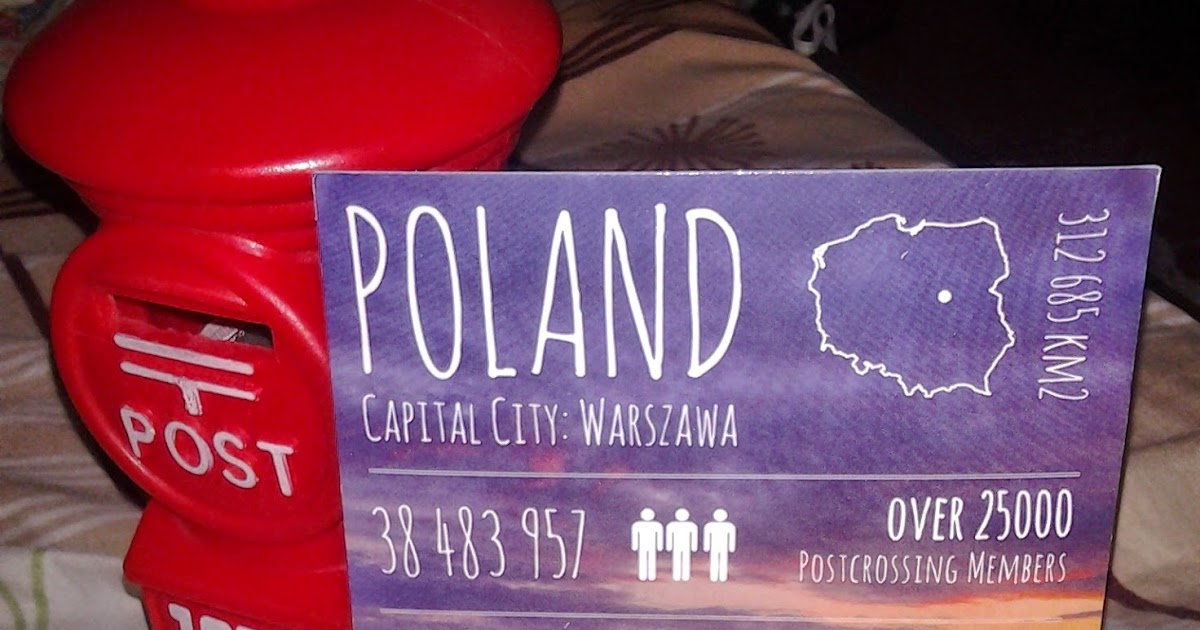 POLAND
CAPITAL CITY: WARSZAWA
312 685 KM2
38 483 957
OVER 25000
POSTCROSSING MEMBERS
POST